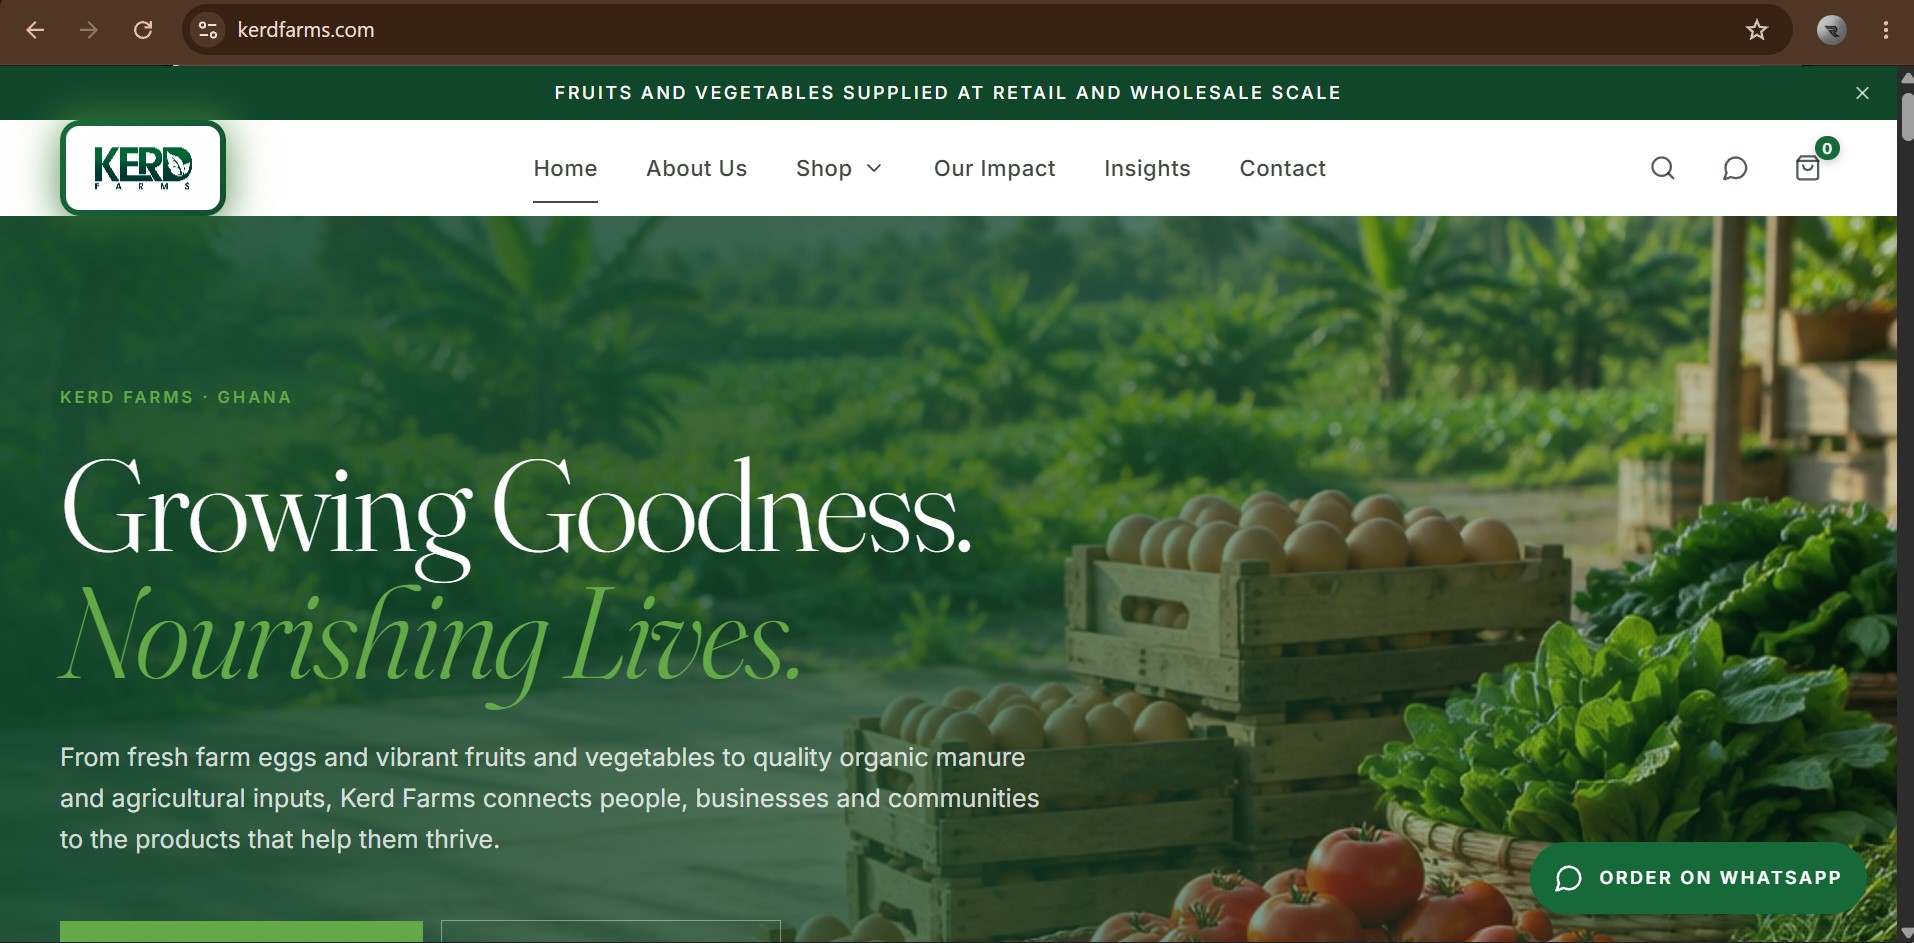 kerdfarms.com
FRUITS AND VEGETABLES SUPPLIED AT RETAIL AND WHOLESALE SCALE
KERD
FARMS
Home About Us Shop Our Impact Insights Contact
0
KERD FARMS · GHANA
Growing Goodness.
Nourishing Lives.
From fresh farm eggs and vibrant fruits and vegetables to quality organic manure
and agricultural inputs, Kerd Farms connects people, businesses and communities
to the products that help them thrive.
ORDER ON WHATSAPP